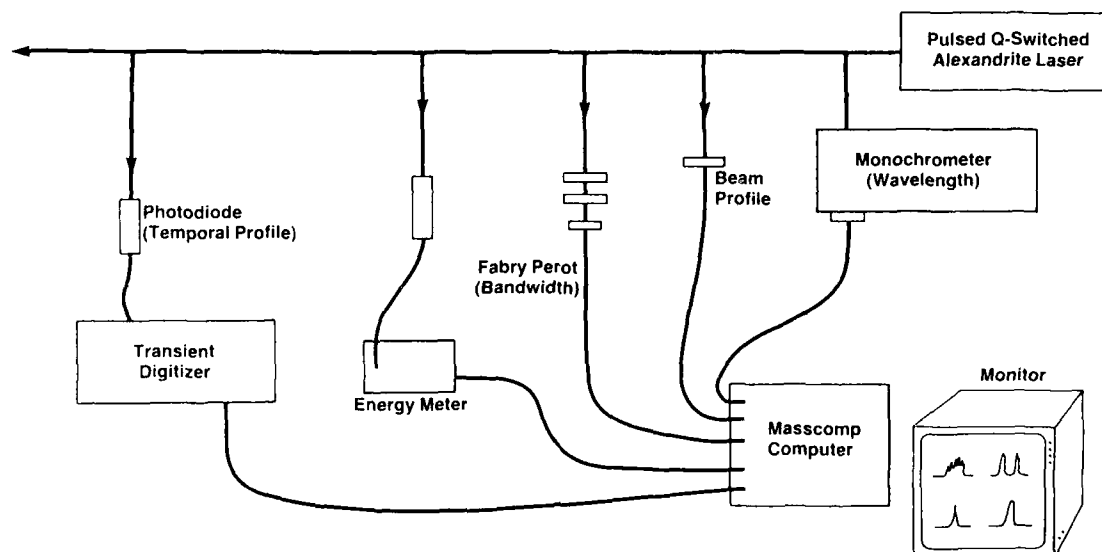 Pulsed Q-Switched
Alexandrite Laser
Monochrometer
(Wavelength)
Beam
Profile
Photodiode
(Temporal Profile)
Fabry Perot
(Bandwidth)
Transient
Digitizer
Energy Meter
Masscomp
Computer
Monitor